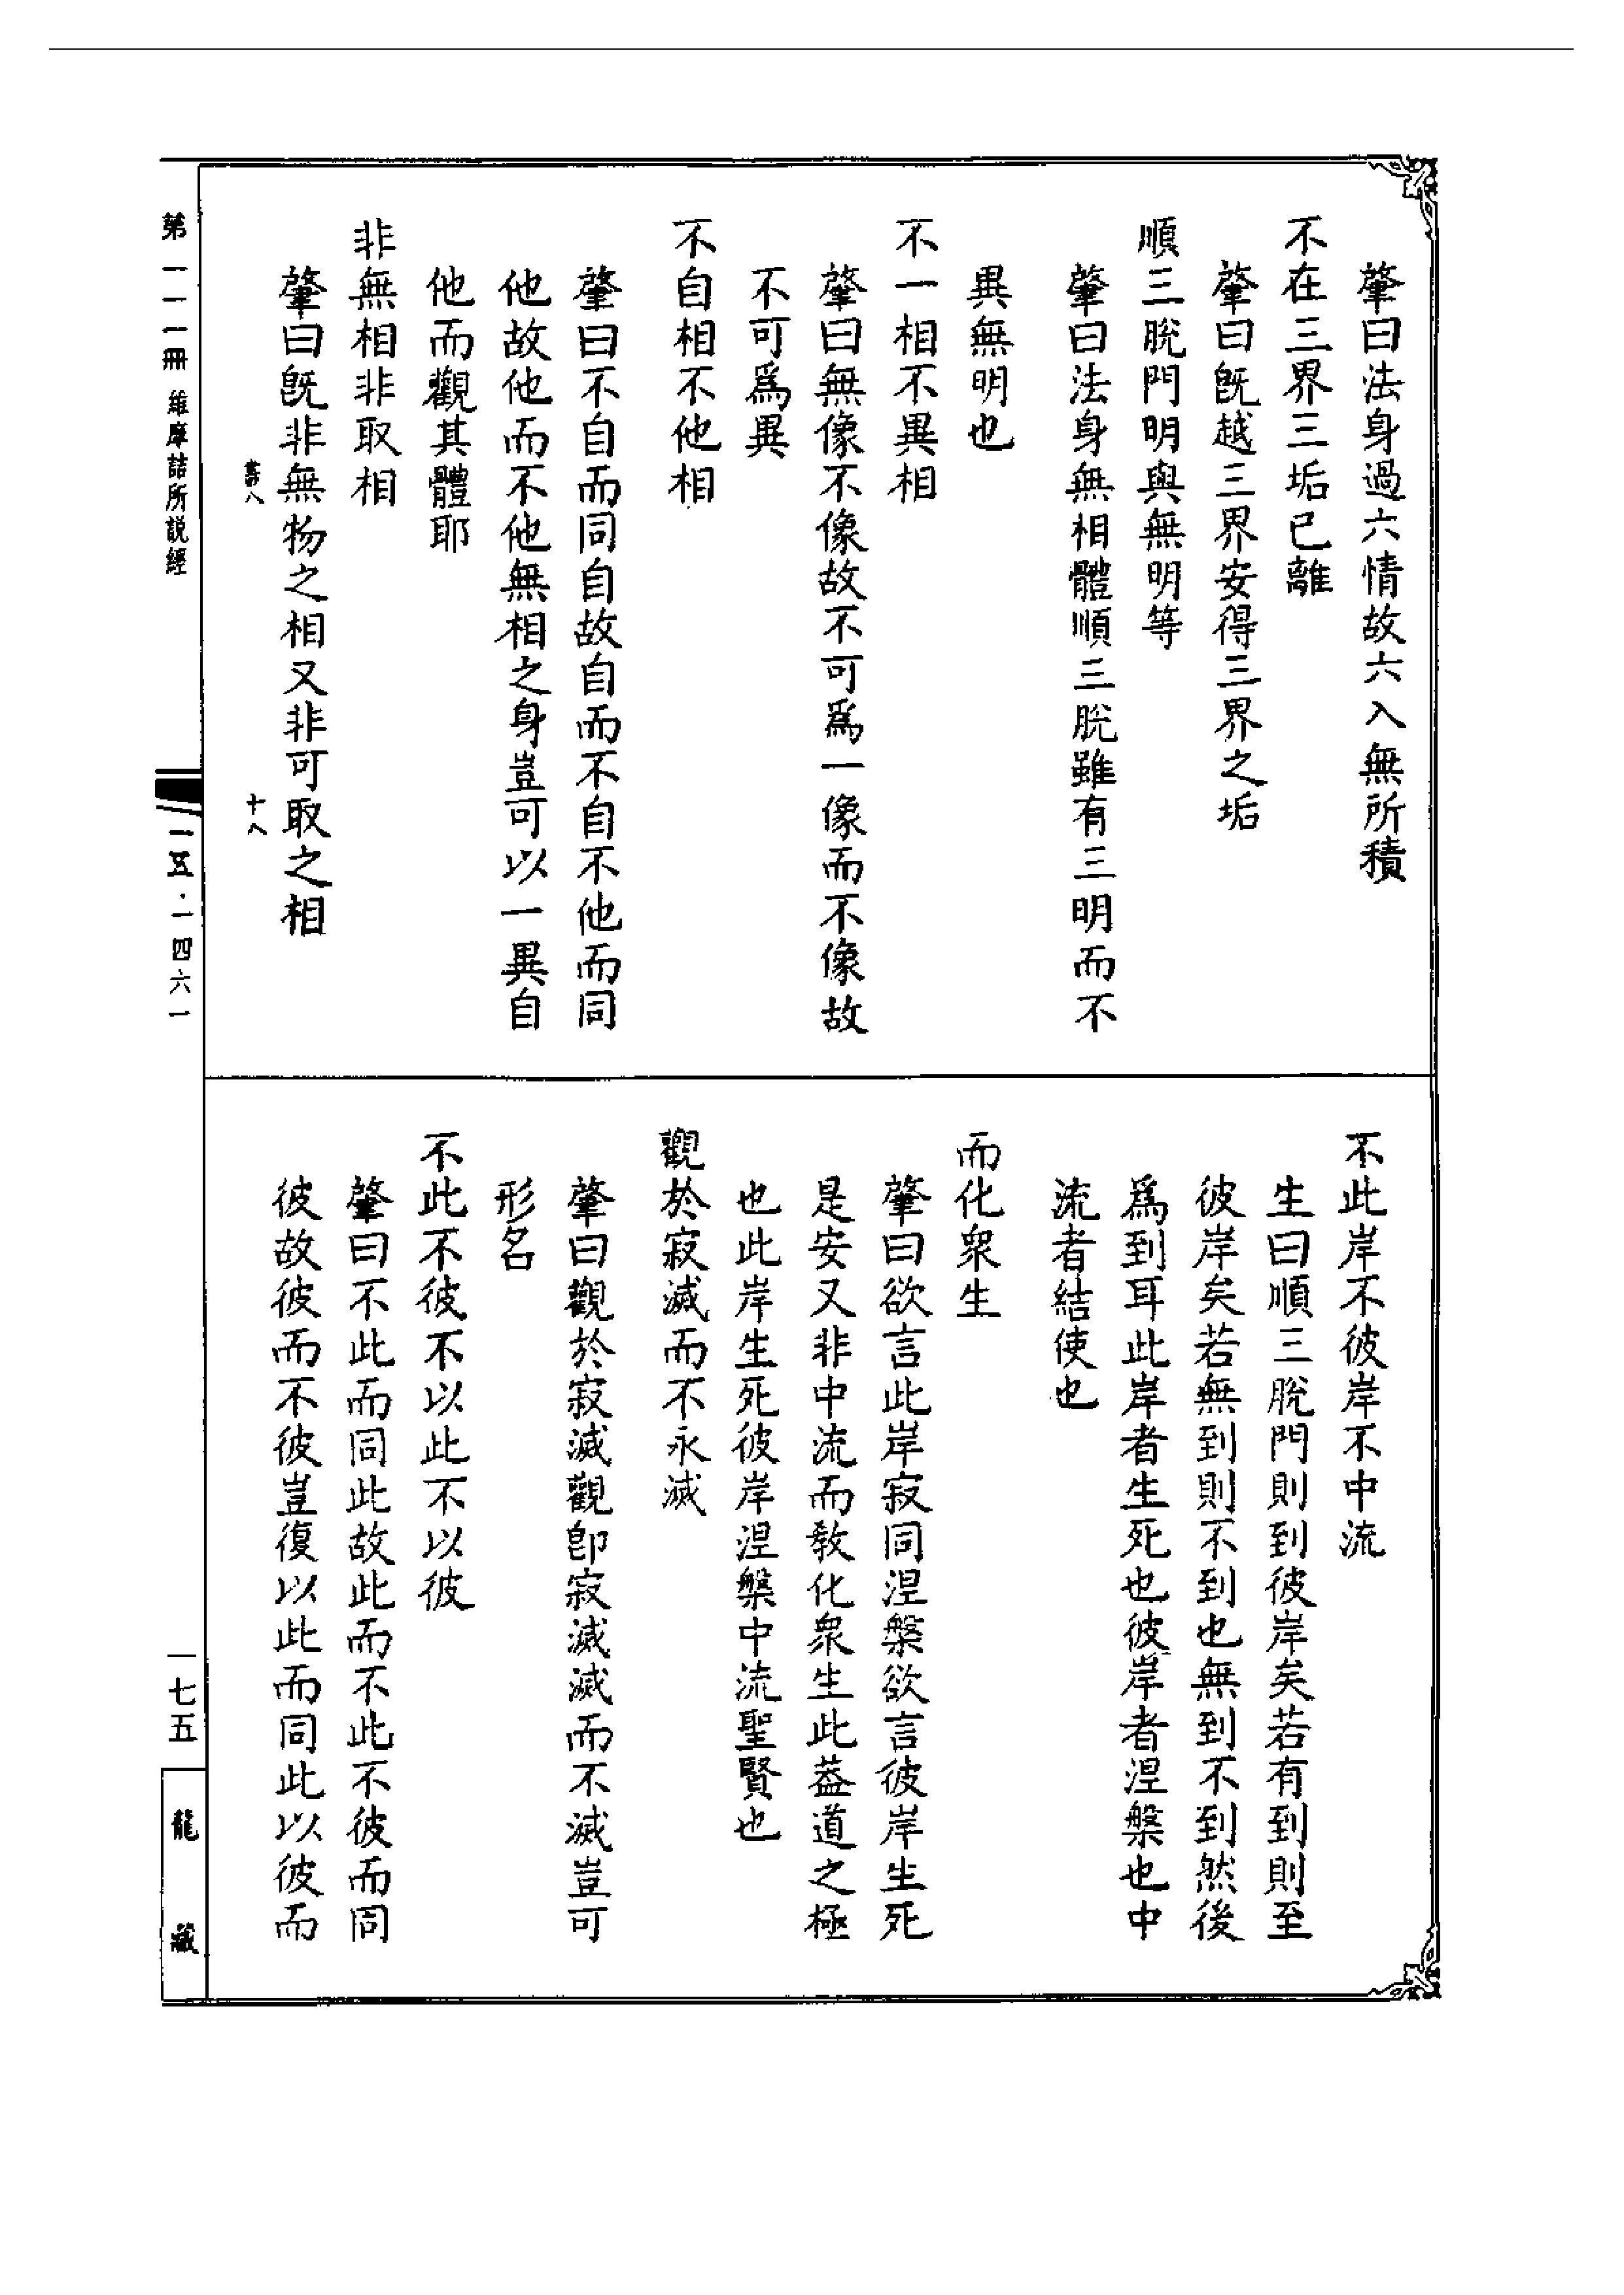 肇曰法身過六情故六入無所積
不在三界三垢已離
肇曰旣越三界安得三界之垢
順三脫門明與無明等
肇曰法身無相體順三脫雖有三明而不
異無明也
不一相不異相
肇曰無像不像故不可爲一像而不像故
不可爲異
不自相不他相
肇曰不自而同自故自而不自不他而同
他故他而不他無相之身豈可以一異自
他而觀其體耶
非無相非取相
肇曰旣非無物之相又非可取之相
八
十八
不此岸不彼岸不中流
生曰順三脫門則到彼岸矣若有到則至
彼岸矣若無到則不到也無到不到然後
爲到耳此岸者生死也彼岸者涅槃也中
流者結使也
而化衆生
肇曰欲言此岸寂同涅槃欲言彼岸生死
是安又非中流而敎化衆生此葢道之極
也此岸生死彼岸涅槃中流聖賢也
觀於寂滅而不永滅
肇曰觀於寂滅觀卽寂滅滅而不滅豈可
形名
不此不彼不以此不以彼
肇曰不此而同此故此而不此不彼而同
彼故彼而不彼豈復以此而同此以彼而
第一一一冊 維摩詰所説經
一五·一四六一
一七五
龍藏